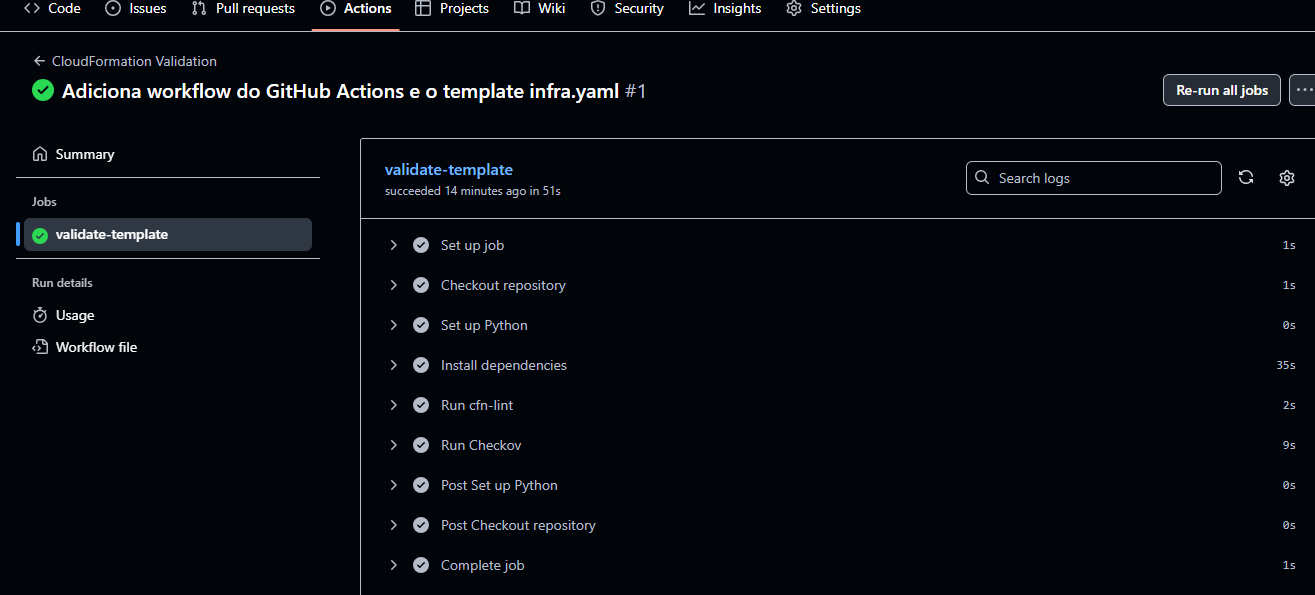 Code Issues Pull requests Actions Projects Wiki Security Insights Settings
CloudFormation Validation
Adiciona workflow do GitHub Actions e o template infra.yaml #1
Re-run all jobs
Summary
Jobs
validate-template
Run details
Usage
Workflow file
validate-template
succeeded 14 minutes ago in 51s
Search logs
Set up job 1s
Checkout repository 1s
Set up Python 0s
Install dependencies 35s
Run cfn-lint 2s
Run Checkov 9s
Post Set up Python 0s
Post Checkout repository 0s
Complete job 1s